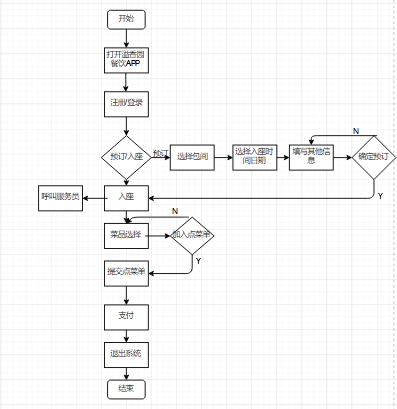 开始
打开溢香园
餐饮APP
注册/登录
预订/入座
预订
选择包间
选择入座时
间日期
填写其他信
息
N
确定预订
Y
呼叫服务员
入座
N
菜品选择
加入点菜单
Y
提交点菜单
支付
退出系统
结束